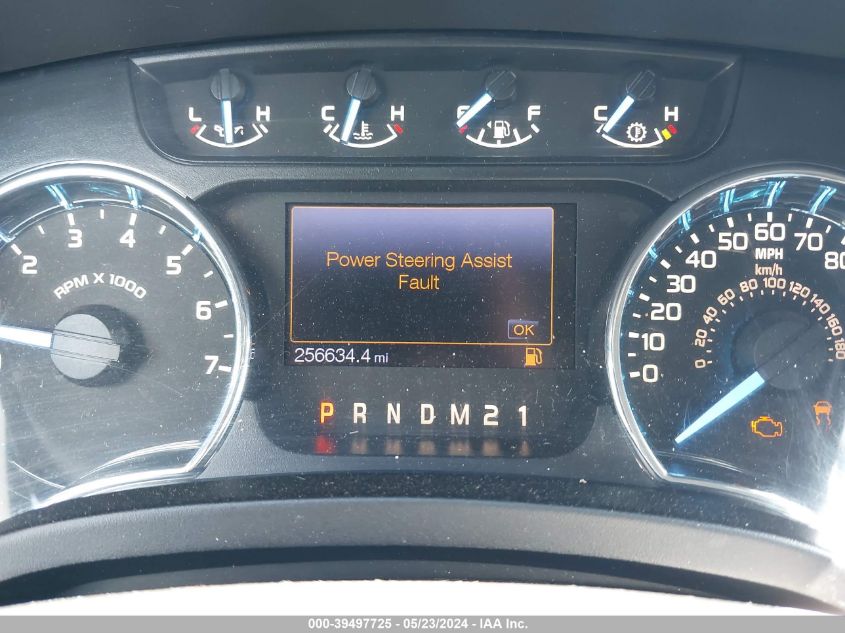 L H C H E F C H
2 3 4 5 6 7
RPM X 1000
Power Steering Assist
Fault
OK
256634.4 mi
P R N D M 2 1
0 10 20 30 40 50 60 70 80
MPH
km/h
0 20 40 60 80 100 120 140 160 180
000-39497725 - 05/23/2024 - IAA Inc.